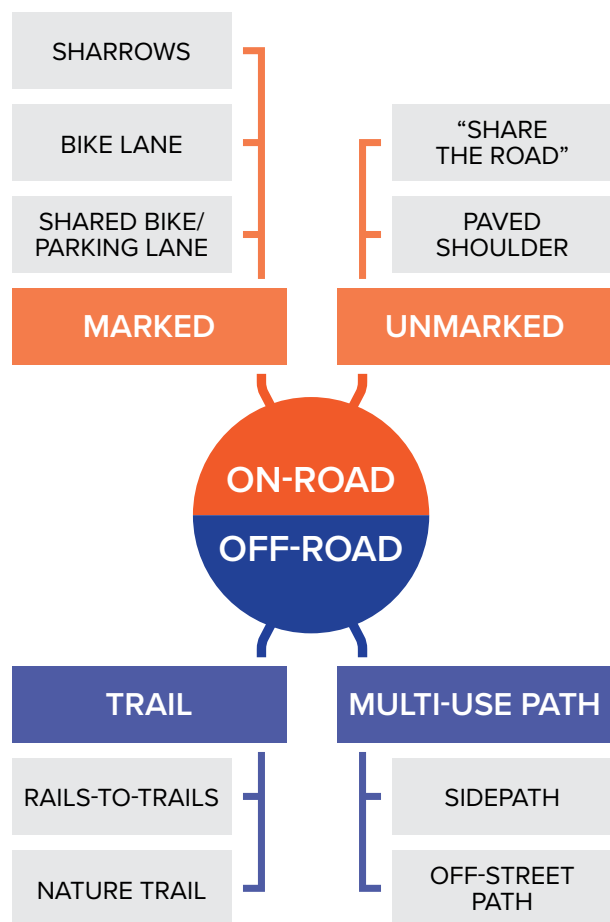 SHARROWS
BIKE LANE
SHARED BIKE/
PARKING LANE
MARKED
“SHARE
THE ROAD”
PAVED
SHOULDER
UNMARKED
ON-ROAD
OFF-ROAD
TRAIL
RAILS-TO-TRAILS
NATURE TRAIL
MULTI-USE PATH
SIDEPATH
OFF-STREET
PATH